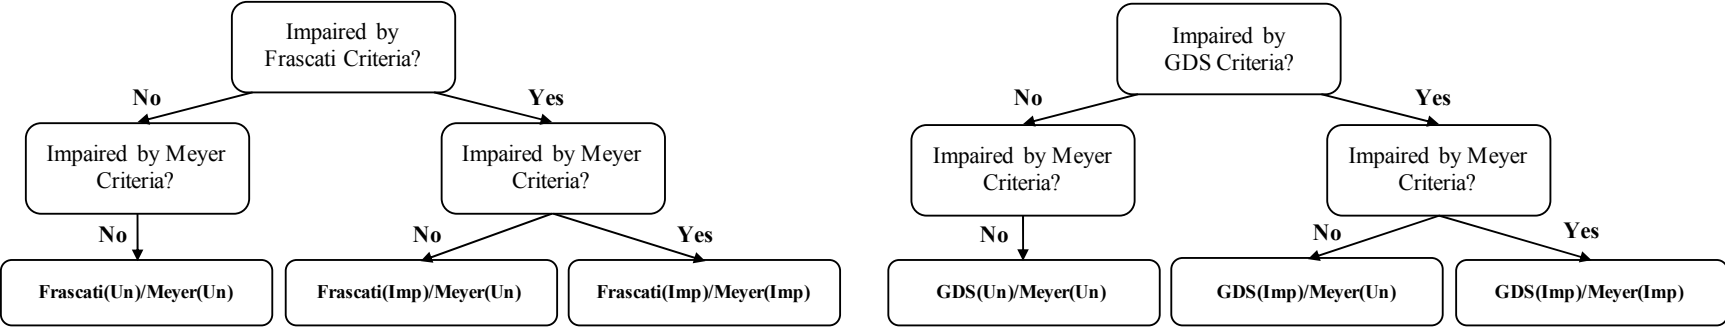 Impaired by
Frascati Criteria?
No
Yes
Impaired by Meyer
Criteria?
Impaired by Meyer
Criteria?
No
No
Yes
Frascati(Un)/Meyer(Un)
Frascati(Imp)/Meyer(Un)
Frascati(Imp)/Meyer(Imp)
Impaired by
GDS Criteria?
No
Yes
Impaired by Meyer
Criteria?
Impaired by Meyer
Criteria?
No
No
Yes
GDS(Un)/Meyer(Un)
GDS(Imp)/Meyer(Un)
GDS(Imp)/Meyer(Imp)